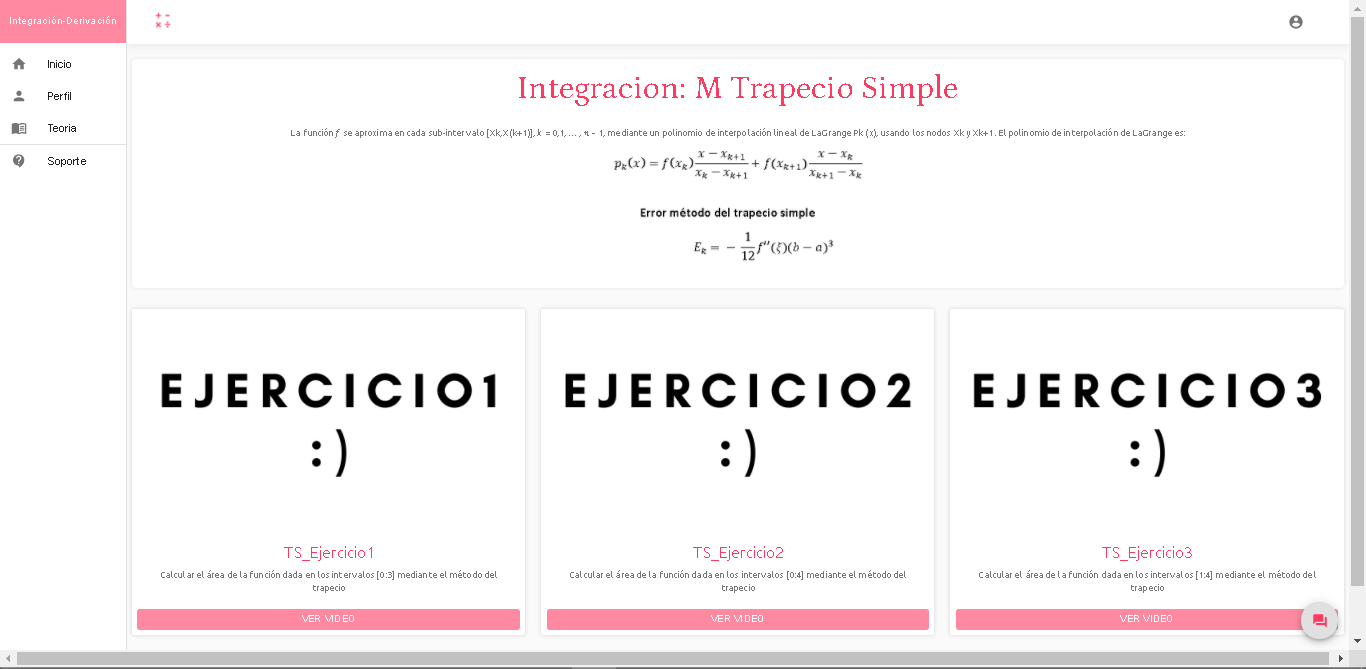 Integración-Derivación
Inicio
Perfil
Teoria
Soporte
Integracion: M Trapecio Simple
La función f se aproxima en cada sub-intervalo [Xk,X(k+1)], k = 0,1, … , n − 1, mediante un polinomio de interpolación lineal de LaGrange Pk (x), usando los nodos Xk y Xk+1. El polinomio de interpolación de LaGrange es:
p_k(x) = f(x_k) (x − x_{k+1})/(x_k − x_{k+1}) + f(x_{k+1}) (x − x_k)/(x_{k+1} − x_k)
Error método del trapecio simple
E_k = − 1/12 f''(ζ)(b − a)³
EJERCICIO1
:)
TS_Ejercicio1
Calcular el área de la función dada en los intervalos [0:3] mediante el método del
trapecio
VER VIDEO
EJERCICIO2
:)
TS_Ejercicio2
Calcular el área de la función dada en los intervalos [0:4] mediante el método del
trapecio
VER VIDEO
EJERCICIO3
:)
TS_Ejercicio3
Calcular el área de la función dada en los intervalos [1:4] mediante el método del
trapecio
VER VIDEO